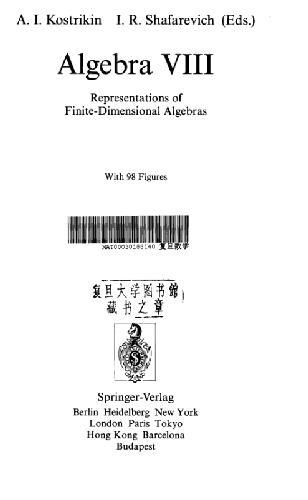 A. I. Kostrikin I. R. Shafarevich (Eds.)
Algebra VIII
Representations of
Finite-Dimensional Algebras
With 98 Figures
XAT00030188140 复旦数学
复旦大学图书馆
藏书之章
Springer-Verlag
Berlin Heidelberg New York
London Paris Tokyo
Hong Kong Barcelona
Budapest